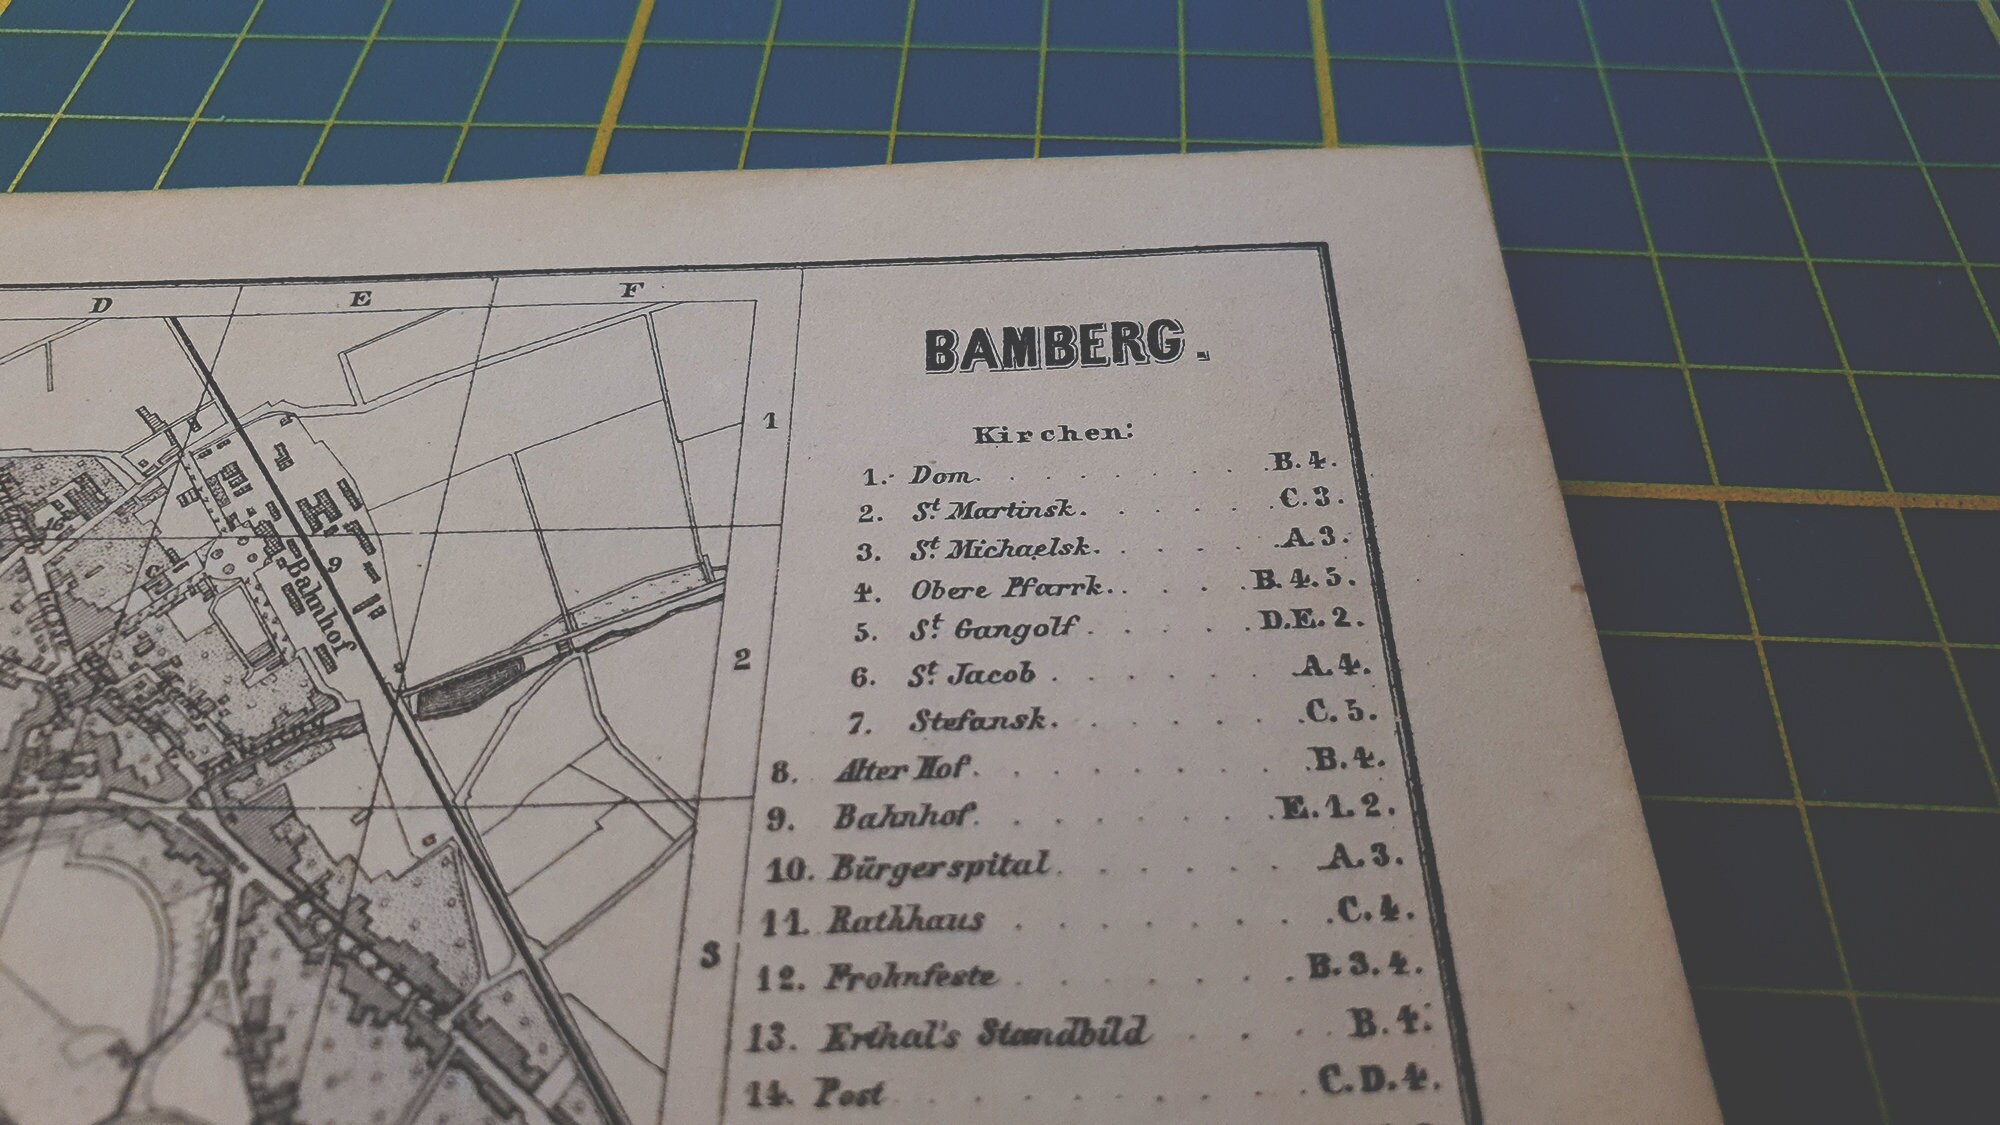 D E F
BAMBERG.
Kirchen:
1. Dom. B.4.
2. St. Martinsk. C.3.
3. St. Michaelsk. A.3.
4. Obere Pfarrk. B.4.5.
5. St. Gangolf D.E.2.
6. St. Jacob A.4.
7. Stefansk. C.5.
8. Alter Hof. B.4.
9. Bahnhof. E.1.2.
10. Bürgerspital. A.3.
11. Rathhaus C.4.
12. Frohnfeste B.3.4.
13. Erthal's Standbild B.4.
14. Post C.D.4.
1
2
3
9
Bahnhof